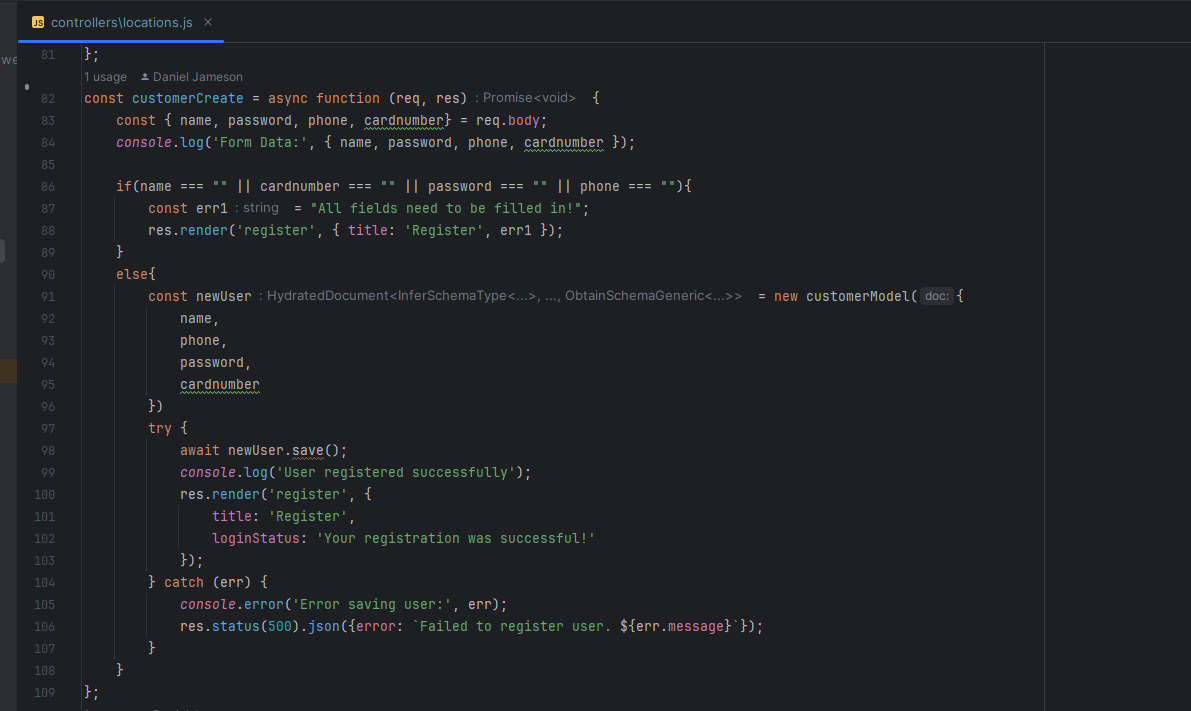 JS controllers\locations.js ×
we
81 };
1 usage Daniel Jameson
82 const customerCreate = async function (req, res) : Promise<void> {
83 const { name, password, phone, cardnumber} = req.body;
84 console.log('Form Data:', { name, password, phone, cardnumber });
85
86 if(name === "" || cardnumber === "" || password === "" || phone === ""){
87 const err1 : string = "All fields need to be filled in!";
88 res.render('register', { title: 'Register', err1 });
89 }
90 else{
91 const newUser : HydratedDocument<InferSchemaType<...>, ..., ObtainSchemaGeneric<...>> = new customerModel( doc: {
92 name,
93 phone,
94 password,
95 cardnumber
96 })
97 try {
98 await newUser.save();
99 console.log('User registered successfully');
100 res.render('register', {
101 title: 'Register',
102 loginStatus: 'Your registration was successful!'
103 });
104 } catch (err) {
105 console.error('Error saving user:', err);
106 res.status(500).json({error: `Failed to register user. ${err.message}`});
107 }
108 }
109 };